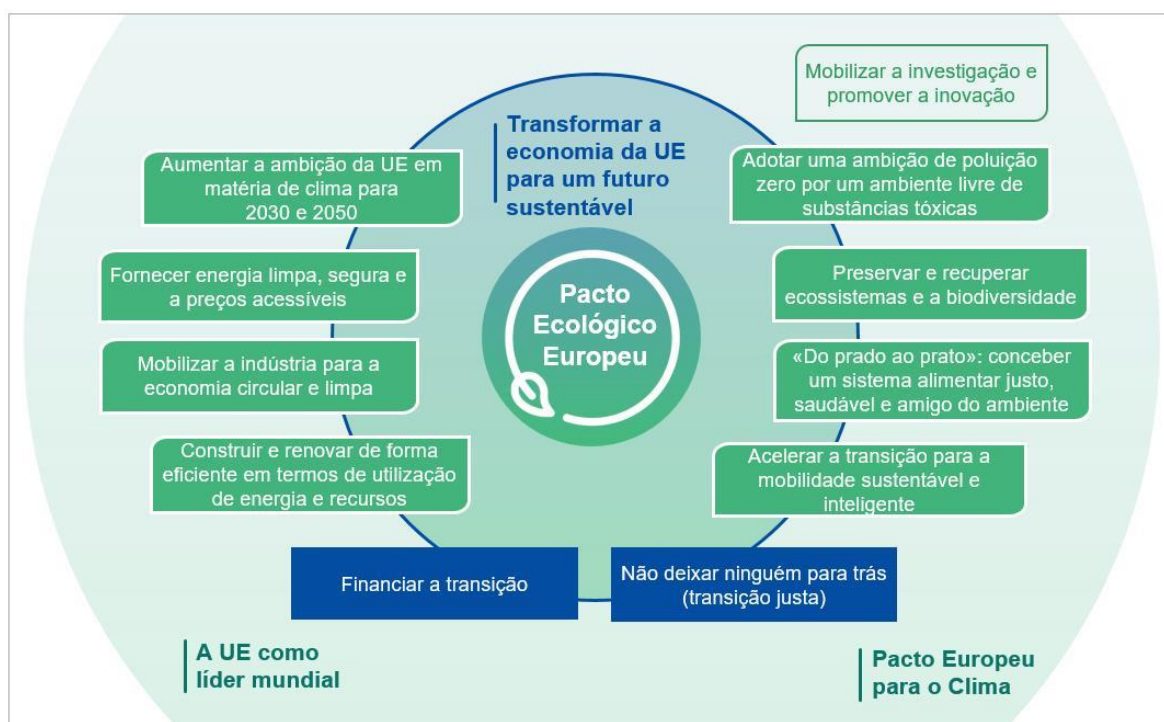 Mobilizar a investigação e
promover a inovação
Transformar a
economia da UE
para um futuro
sustentável
Aumentar a ambição da UE em
matéria de clima para
2030 e 2050
Adotar uma ambição de poluição
zero por um ambiente livre de
substâncias tóxicas
Fornecer energia limpa, segura e
a preços acessíveis
Pacto
Ecológico
Europeu
Preservar e recuperar
ecossistemas e a biodiversidade
Mobilizar a indústria para a
economia circular e limpa
«Do prado ao prato»: conceber
um sistema alimentar justo,
saudável e amigo do ambiente
Construir e renovar de forma
eficiente em termos de utilização
de energia e recursos
Acelerar a transição para a
mobilidade sustentável e
inteligente
Financiar a transição
Não deixar ninguém para trás
(transição justa)
A UE como
líder mundial
Pacto Europeu
para o Clima